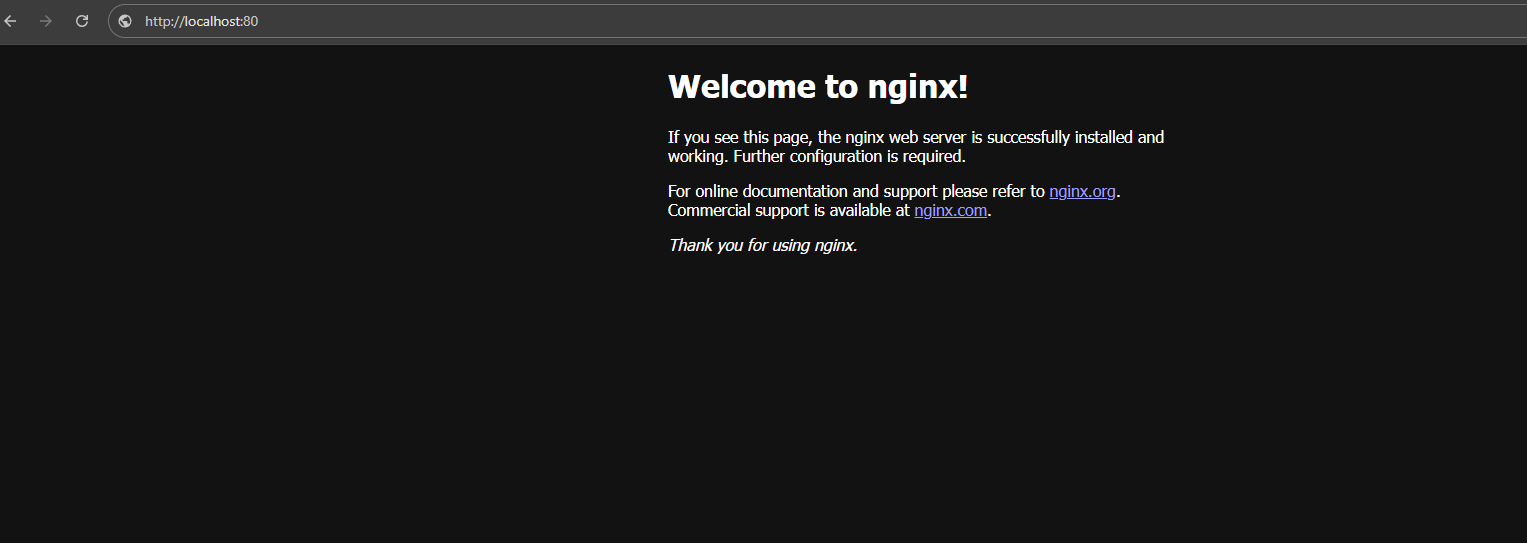 http://localhost:80
Welcome to nginx!
If you see this page, the nginx web server is successfully installed and
working. Further configuration is required.
For online documentation and support please refer to nginx.org.
Commercial support is available at nginx.com.
Thank you for using nginx.